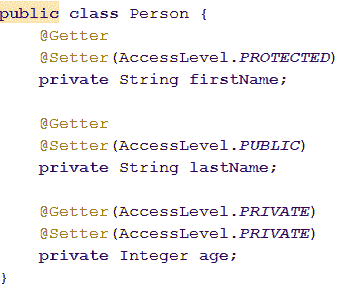 public class Person {
    @Getter
    @Setter(AccessLevel.PROTECTED)
    private String firstName;

    @Getter
    @Setter(AccessLevel.PUBLIC)
    private String lastName;

    @Getter(AccessLevel.PRIVATE)
    @Setter(AccessLevel.PRIVATE)
    private Integer age;
}